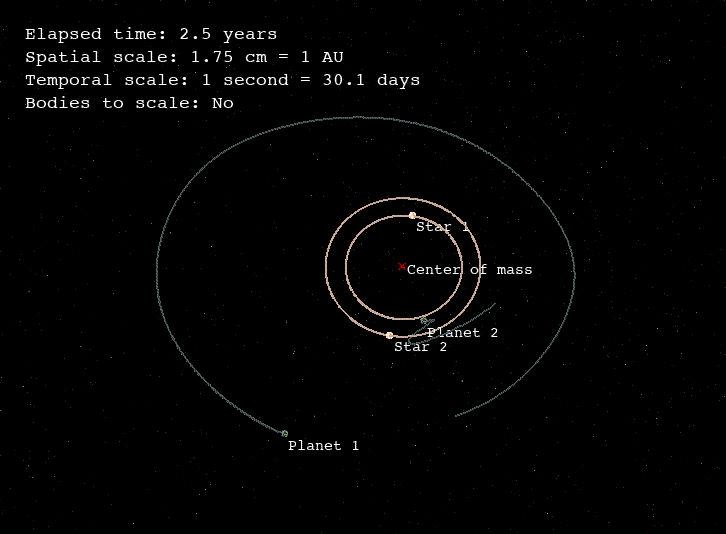 Elapsed time: 2.5 years
Spatial scale: 1.75 cm = 1 AU
Temporal scale: 1 second = 30.1 days
Bodies to scale: No
Star 1
Center of mass
Planet 2
Star 2
Planet 1